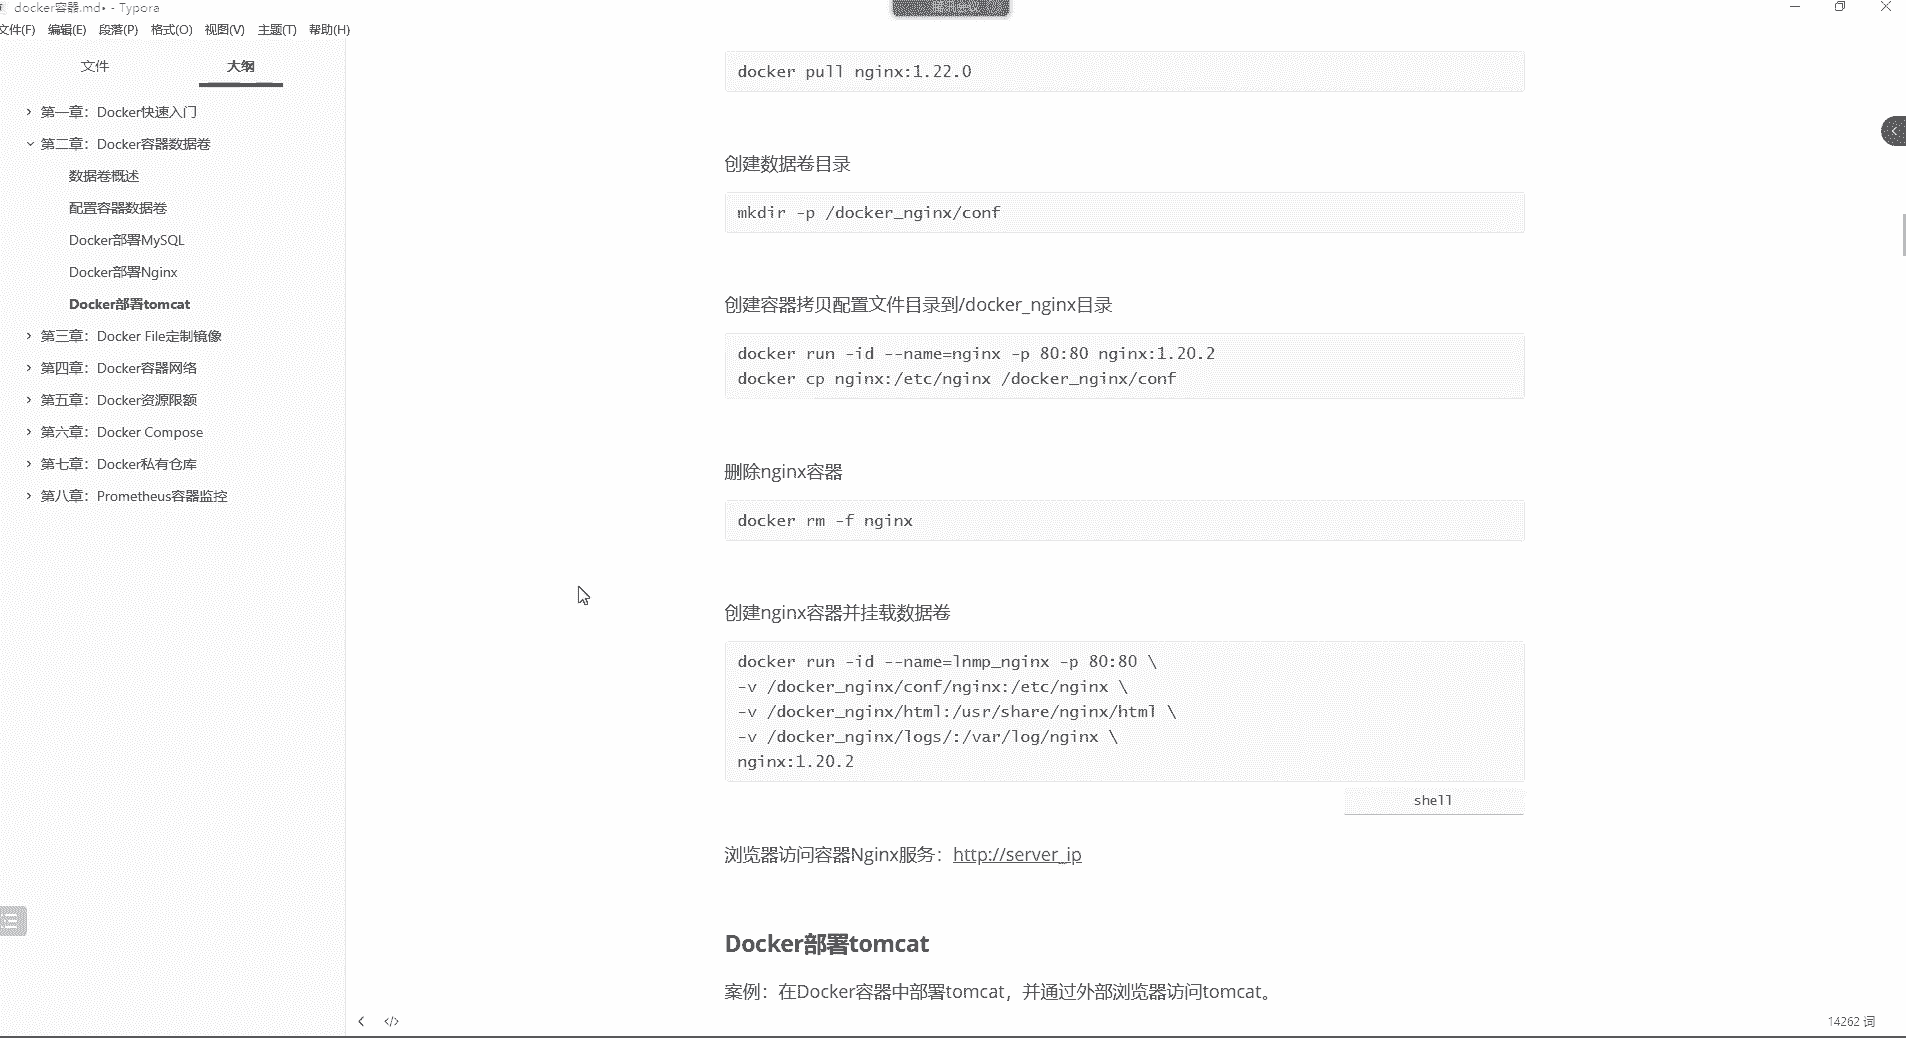 docker容器.md• - Typora
文件(F) 编辑(E) 段落(P) 格式(O) 视图(V) 主题(T) 帮助(H)
文件 大纲
第一章：Docker快速入门
第二章：Docker容器数据卷
数据卷概述
配置容器数据卷
Docker部署MySQL
Docker部署Nginx
Docker部署tomcat
第三章：Docker File定制镜像
第四章：Docker容器网络
第五章：Docker资源限额
第六章：Docker Compose
第七章：Docker私有仓库
第八章：Prometheus容器监控
docker pull nginx:1.22.0
创建数据卷目录
mkdir -p /docker_nginx/conf
创建容器拷贝配置文件目录到/docker_nginx目录
docker run -id --name=nginx -p 80:80 nginx:1.20.2
docker cp nginx:/etc/nginx /docker_nginx/conf
删除nginx容器
docker rm -f nginx
创建nginx容器并挂载数据卷
docker run -id --name=lnmp_nginx -p 80:80 \
-v /docker_nginx/conf/nginx:/etc/nginx \
-v /docker_nginx/html:/usr/share/nginx/html \
-v /docker_nginx/logs/:/var/log/nginx \
nginx:1.20.2
shell
浏览器访问容器Nginx服务：http://server_ip
Docker部署tomcat
案例：在Docker容器中部署tomcat，并通过外部浏览器访问tomcat。
14262 词